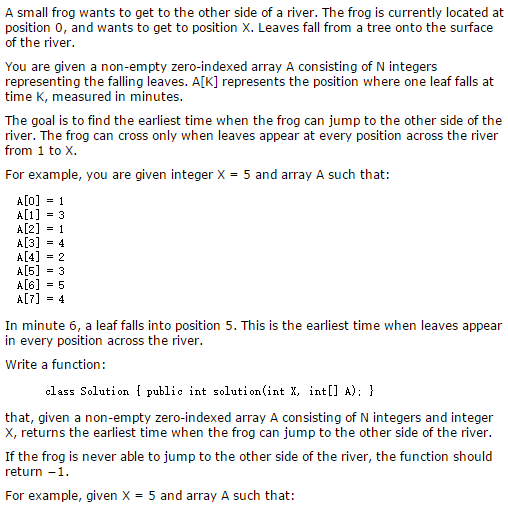 A small frog wants to get to the other side of a river. The frog is currently located at
position 0, and wants to get to position X. Leaves fall from a tree onto the surface
of the river.
You are given a non-empty zero-indexed array A consisting of N integers
representing the falling leaves. A[K] represents the position where one leaf falls at
time K, measured in minutes.
The goal is to find the earliest time when the frog can jump to the other side of the
river. The frog can cross only when leaves appear at every position across the river
from 1 to X.
For example, you are given integer X = 5 and array A such that:
A[0] = 1
A[1] = 3
A[2] = 1
A[3] = 4
A[4] = 2
A[5] = 3
A[6] = 5
A[7] = 4
In minute 6, a leaf falls into position 5. This is the earliest time when leaves appear
in every position across the river.
Write a function:
class Solution { public int solution(int X, int[] A); }
that, given a non-empty zero-indexed array A consisting of N integers and integer
X, returns the earliest time when the frog can jump to the other side of the river.
If the frog is never able to jump to the other side of the river, the function should
return −1.
For example, given X = 5 and array A such that: